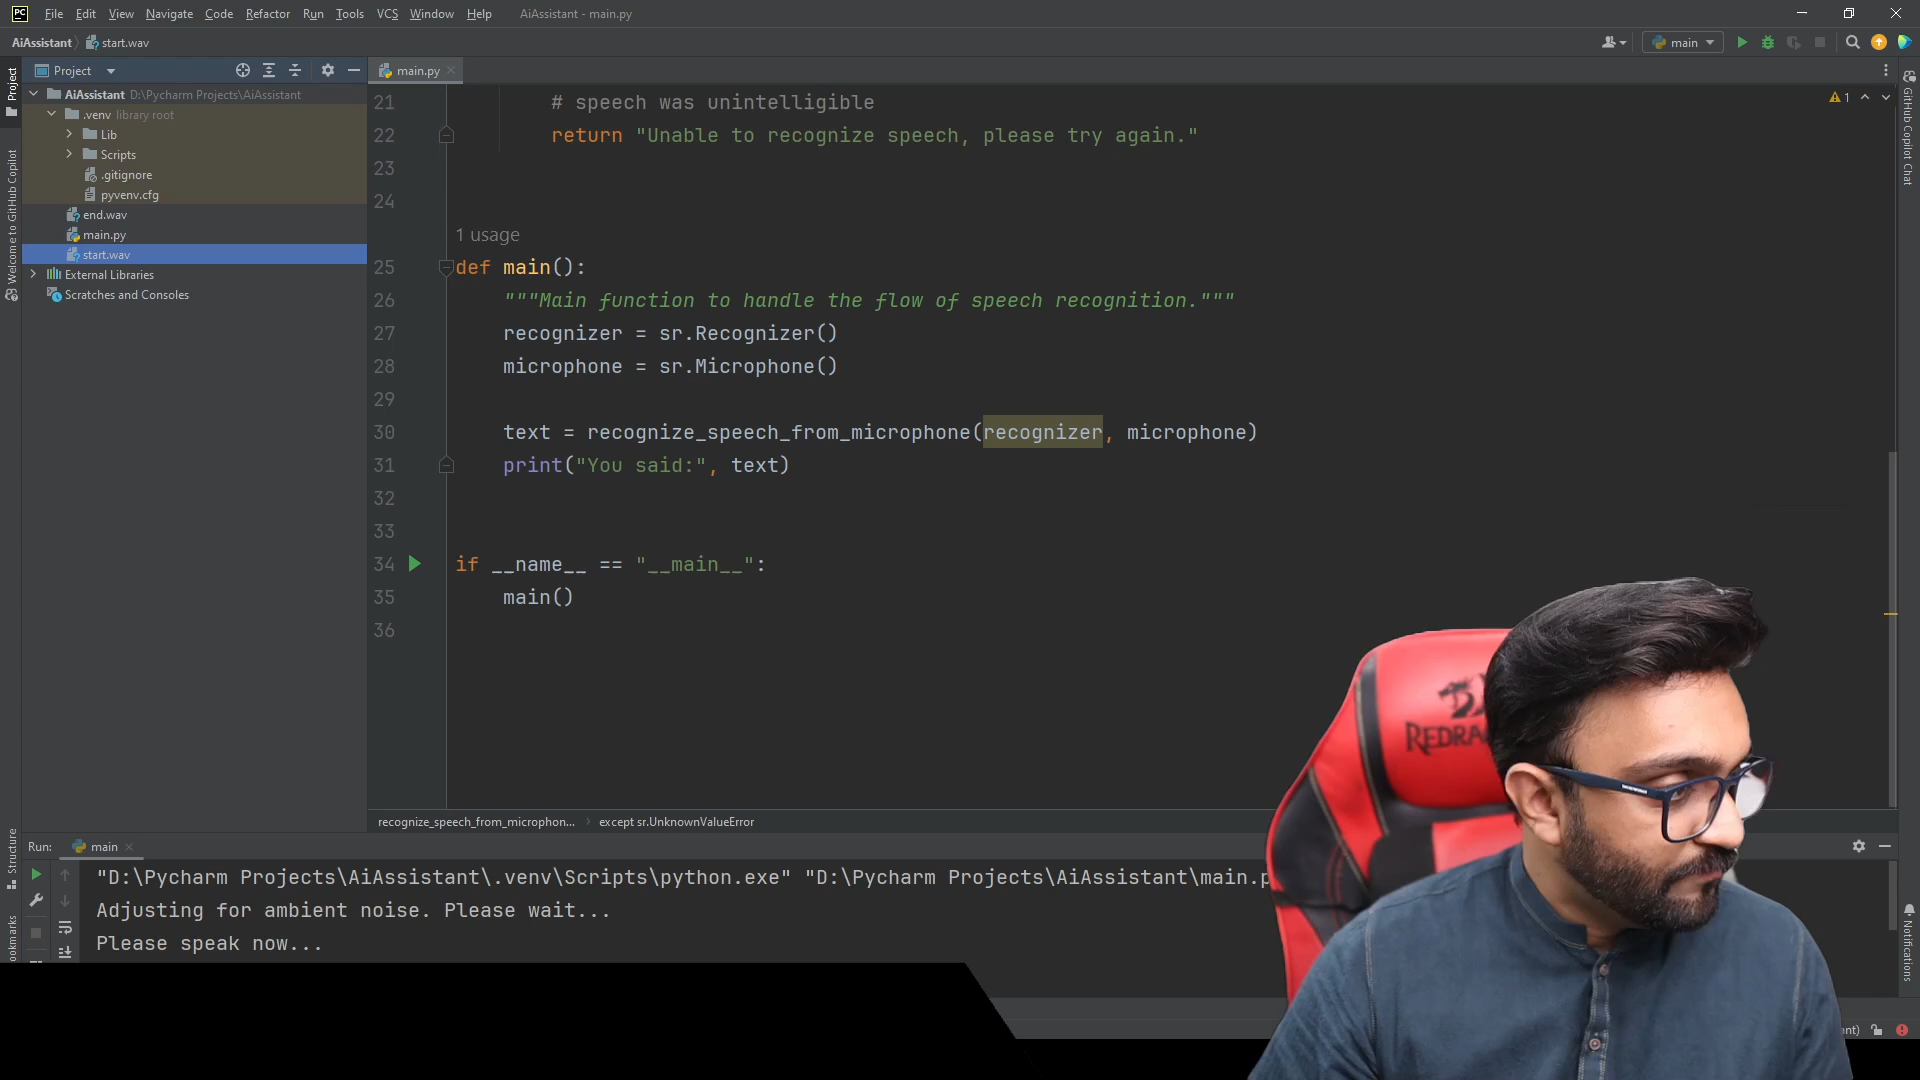 PC File Edit View Navigate Code Refactor Run Tools VCS Window Help AiAssistant - main.py
AiAssistant start.wav main
Project main.py
AiAssistant D:\Pycharm Projects\AiAssistant
.venv library root
Lib
Scripts
.gitignore
pyvenv.cfg
end.wav
main.py
start.wav
External Libraries
Scratches and Consoles
Project
Welcome to GitHub Copilot
Structure
GitHub Copilot Chat
Notifications
1
21 # speech was unintelligible
22 return "Unable to recognize speech, please try again."
23
24
1 usage
25 def main():
26 """Main function to handle the flow of speech recognition."""
27 recognizer = sr.Recognizer()
28 microphone = sr.Microphone()
29
30 text = recognize_speech_from_microphone(recognizer, microphone)
31 print("You said:", text)
32
33
34 if __name__ == "__main__":
35 main()
36
REDRA
recognize_speech_from_microphon... except sr.UnknownValueError
Run: main
"D:\Pycharm Projects\AiAssistant\.venv\Scripts\python.exe" "D:\Pycharm Projects\AiAssistant\main.p
Adjusting for ambient noise. Please wait...
Please speak now...